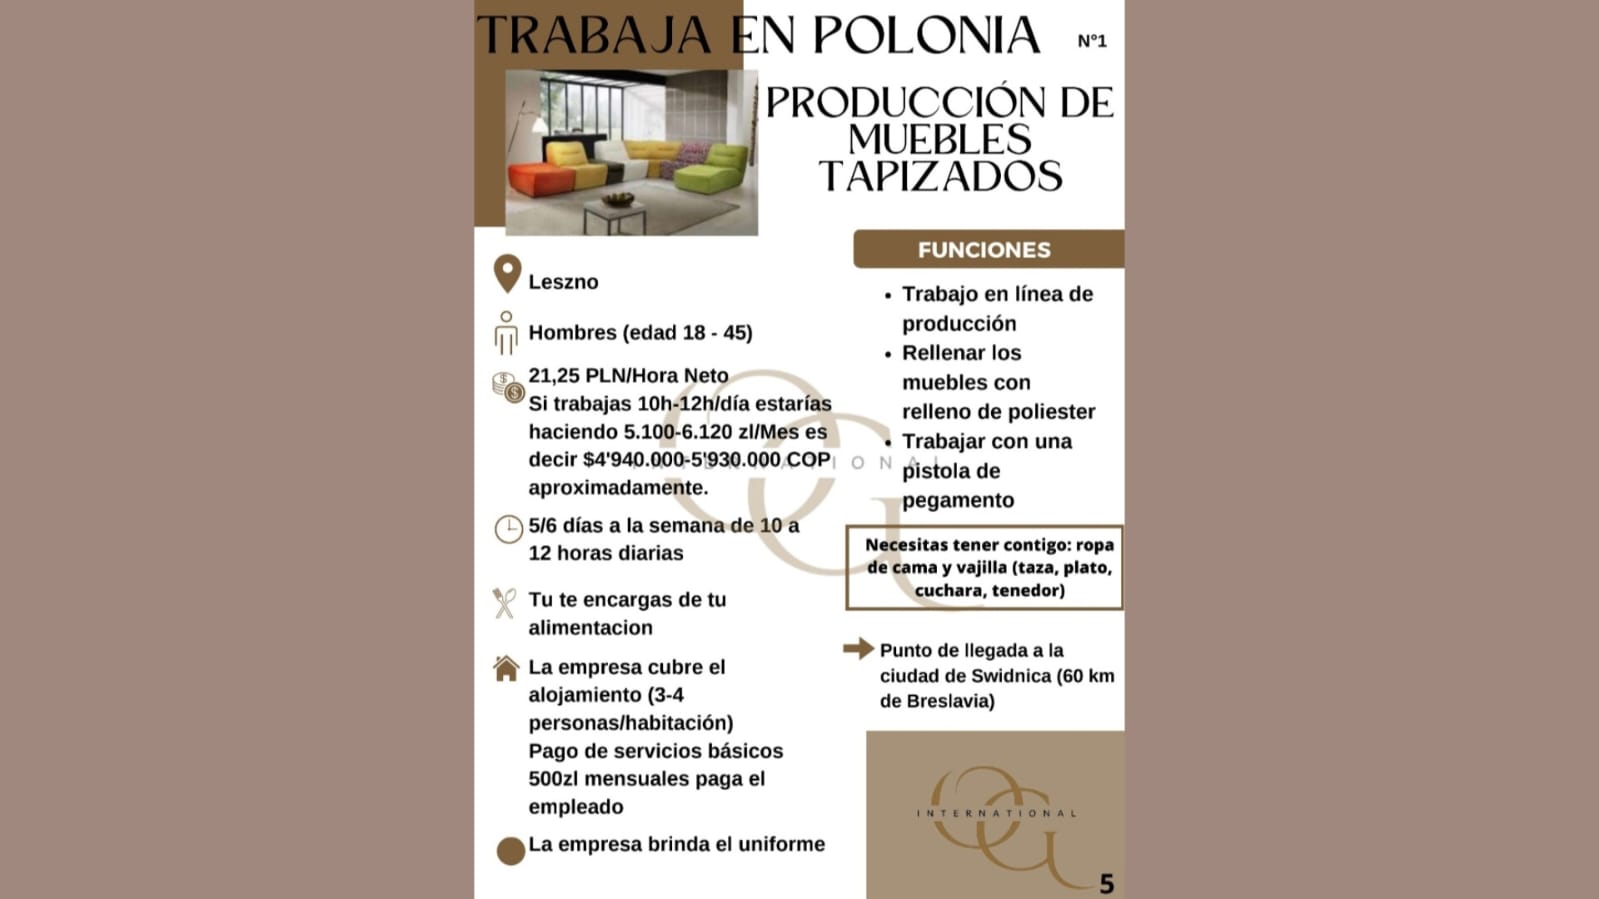 TRABAJA EN POLONIA
N°1
PRODUCCIÓN DE
MUEBLES
TAPIZADOS
Leszno
Hombres (edad 18 - 45)
21,25 PLN/Hora Neto
Si trabajas 10h-12h/día estarías
haciendo 5.100-6.120 zl/Mes es
decir $4'940.000-5'930.000 COP
aproximadamente.
5/6 días a la semana de 10 a
12 horas diarias
Tu te encargas de tu
alimentacion
La empresa cubre el
alojamiento (3-4
personas/habitación)
Pago de servicios básicos
500zl mensuales paga el
empleado
La empresa brinda el uniforme
FUNCIONES
• Trabajo en línea de
producción
• Rellenar los
muebles con
relleno de poliester
• Trabajar con una
pistola de
pegamento
Necesitas tener contigo: ropa
de cama y vajilla (taza, plato,
cuchara, tenedor)
Punto de llegada a la
ciudad de Swidnica (60 km
de Breslavia)
OG
INTERNATIONAL
5